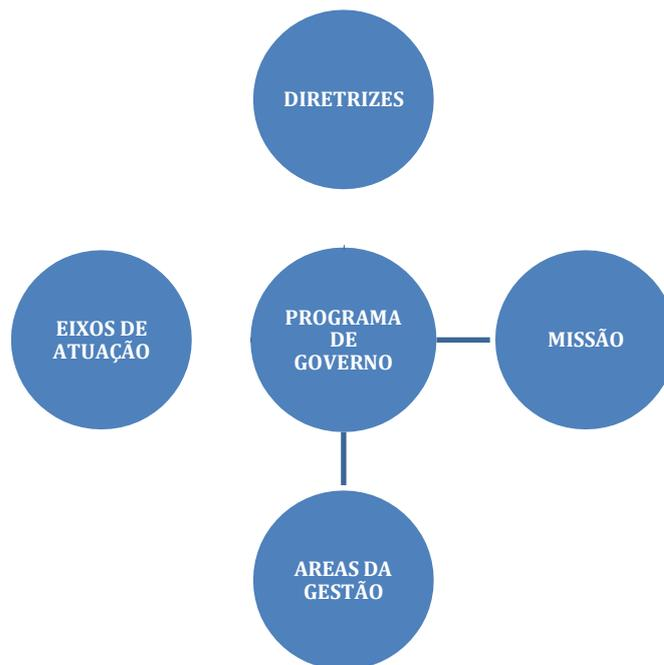 DIRETRIZES
EIXOS DE
ATUAÇÃO
PROGRAMA
DE
GOVERNO
MISSÃO
AREAS DA
GESTÃO